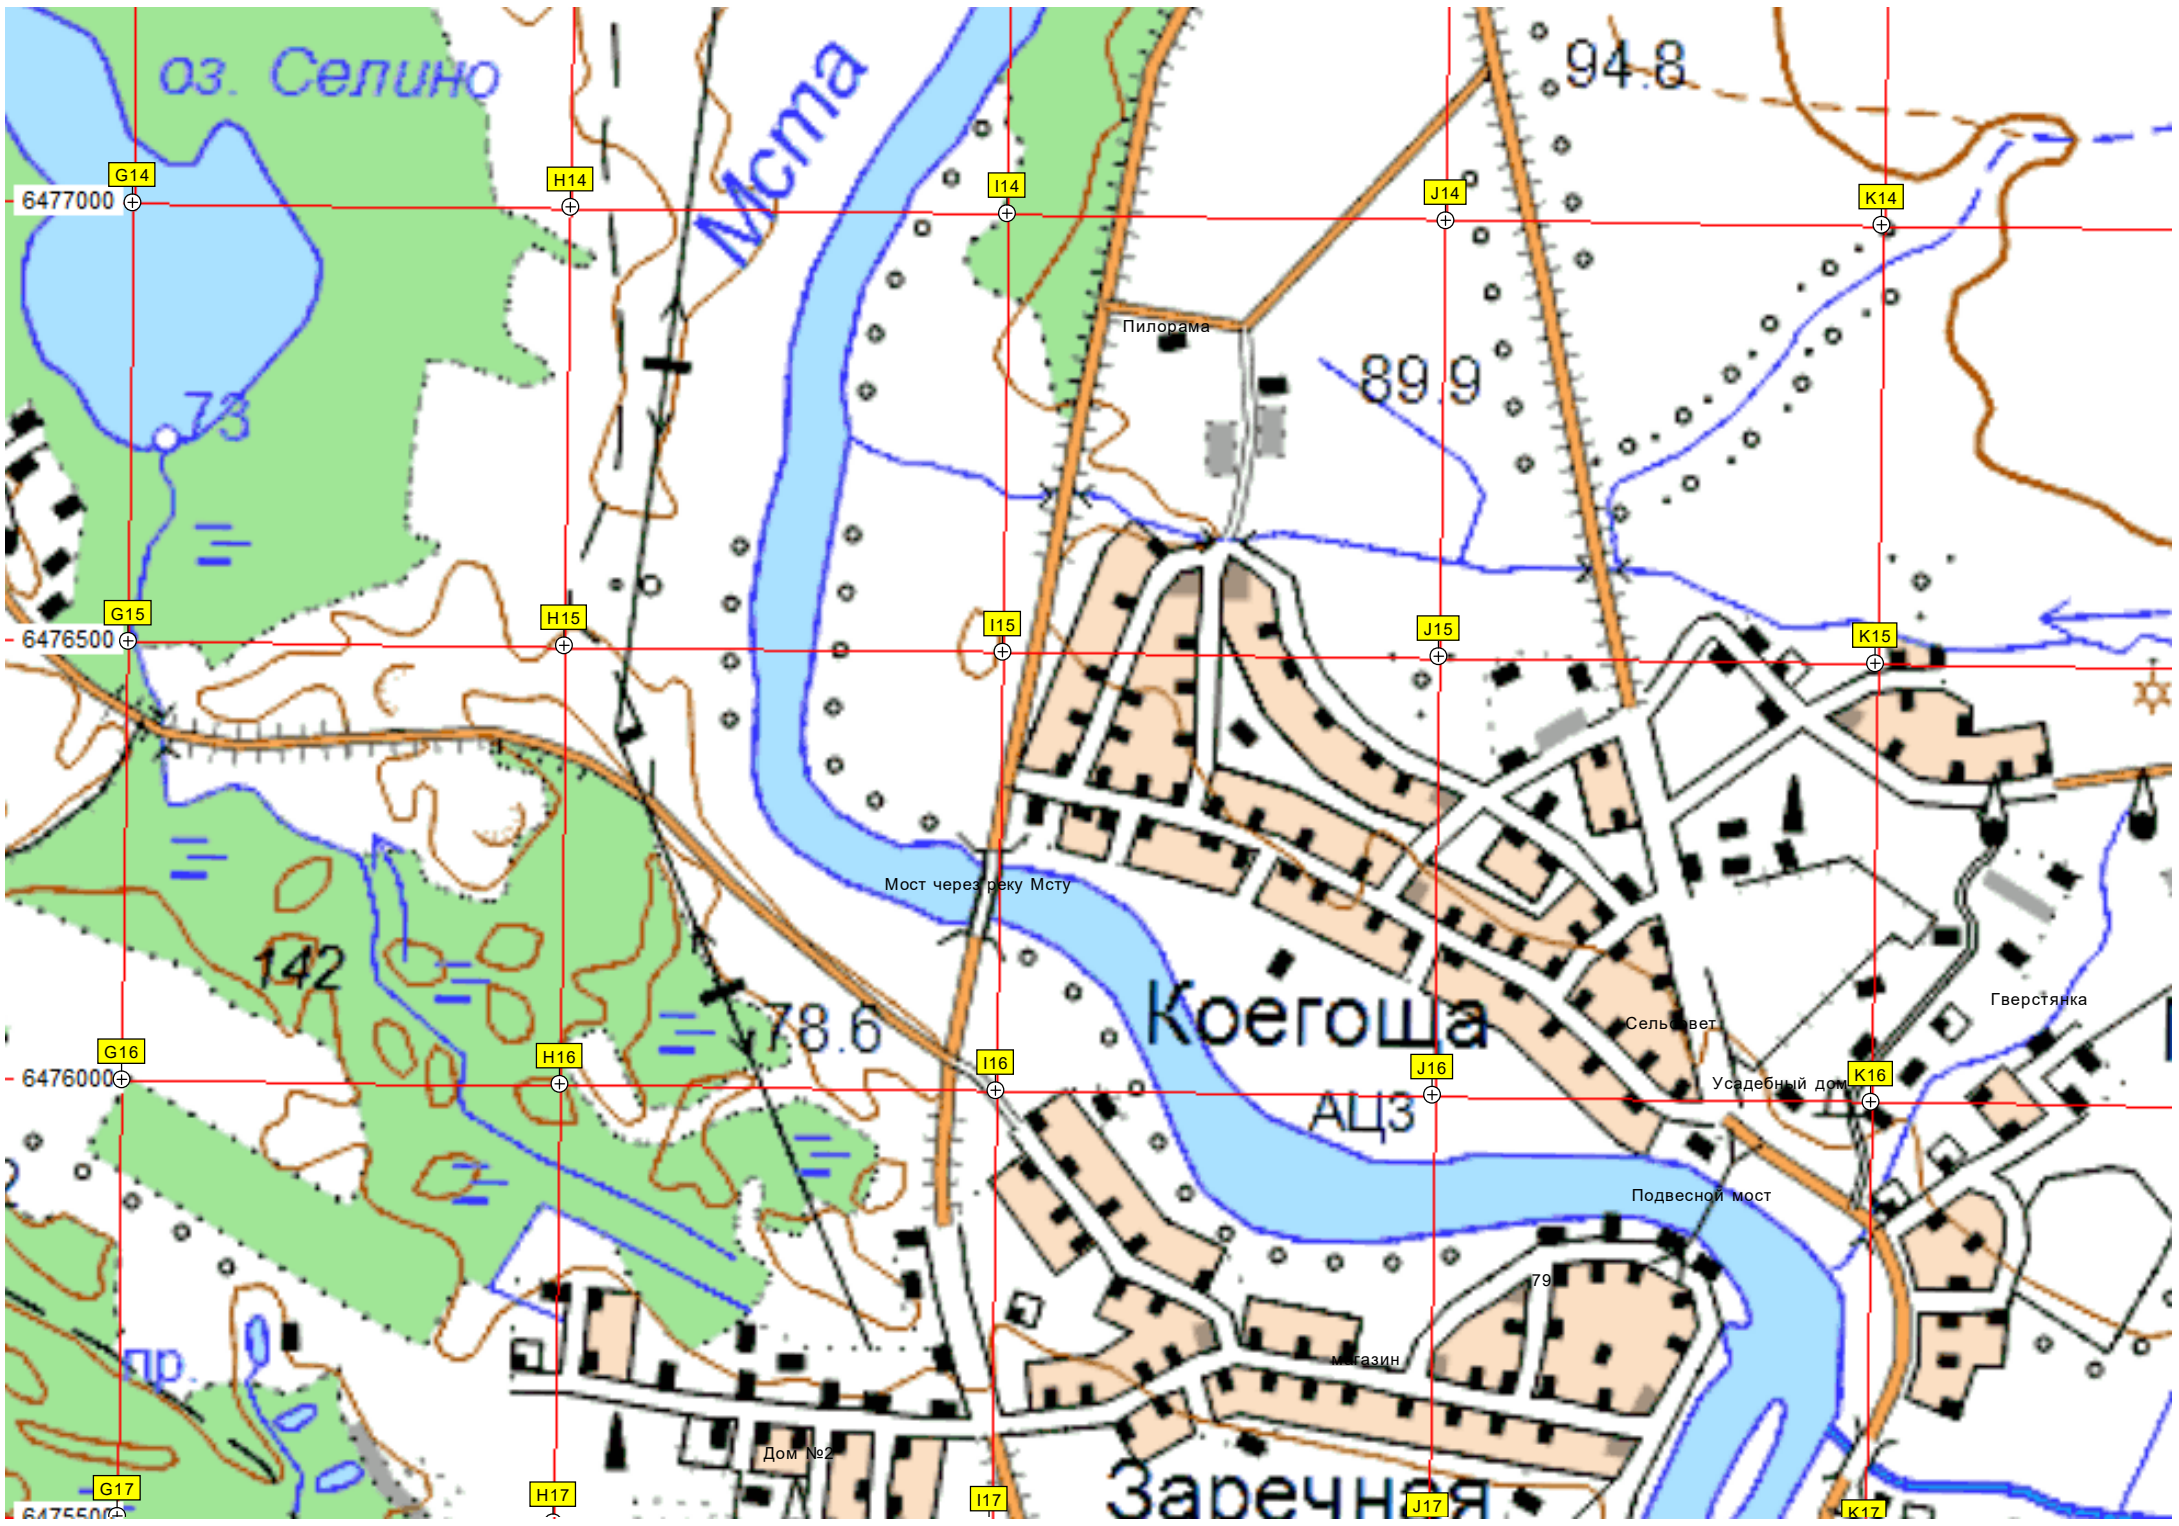 94.8
оз. Селино
Мста
G14
H14
I14
J14
K14
6477000
Пилорама
89.9
73
G15
H15
I15
J15
K15
6476500
Мост через реку Мсту
142
78.6
Коегоша
Сельсовет
Гверстянка
G16
H16
I16
J16
K16
6476000
Усадебный дом
АЦЗ
Подвесной мост
79
пр.
магазин
Дом №2
Заречная
G17
H17
I17
J17
K17
6475500